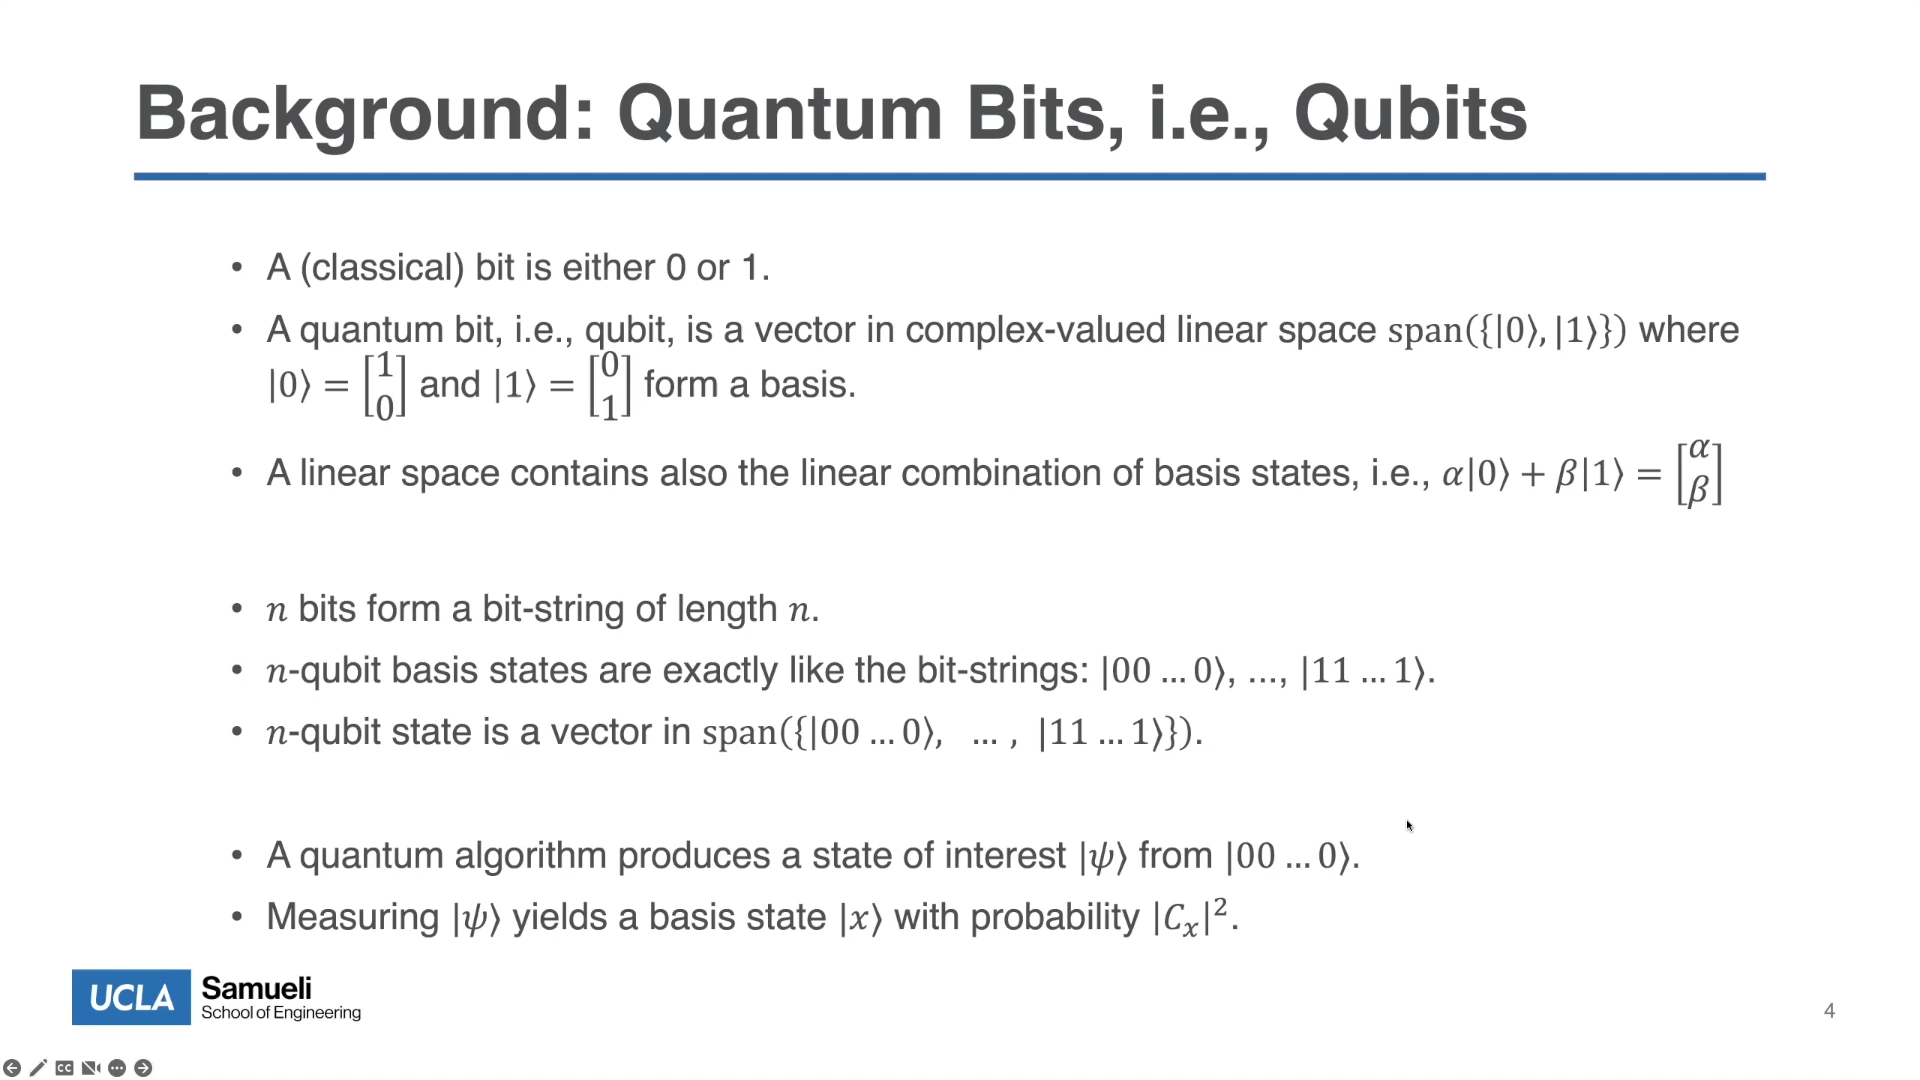 Background: Quantum Bits, i.e., Qubits
• A (classical) bit is either 0 or 1.
• A quantum bit, i.e., qubit, is a vector in complex-valued linear space span({|0⟩, |1⟩}) where
|0⟩ = [1 0] and |1⟩ = [0 1] form a basis.
• A linear space contains also the linear combination of basis states, i.e., α|0⟩ + β|1⟩ = [α β]
• n bits form a bit-string of length n.
• n-qubit basis states are exactly like the bit-strings: |00 ... 0⟩, ..., |11 ... 1⟩.
• n-qubit state is a vector in span({|00 ... 0⟩, ... , |11 ... 1⟩}).
• A quantum algorithm produces a state of interest |ψ⟩ from |00 ... 0⟩.
• Measuring |ψ⟩ yields a basis state |x⟩ with probability |Cₓ|².
UCLA
Samueli
School of Engineering
4
CC